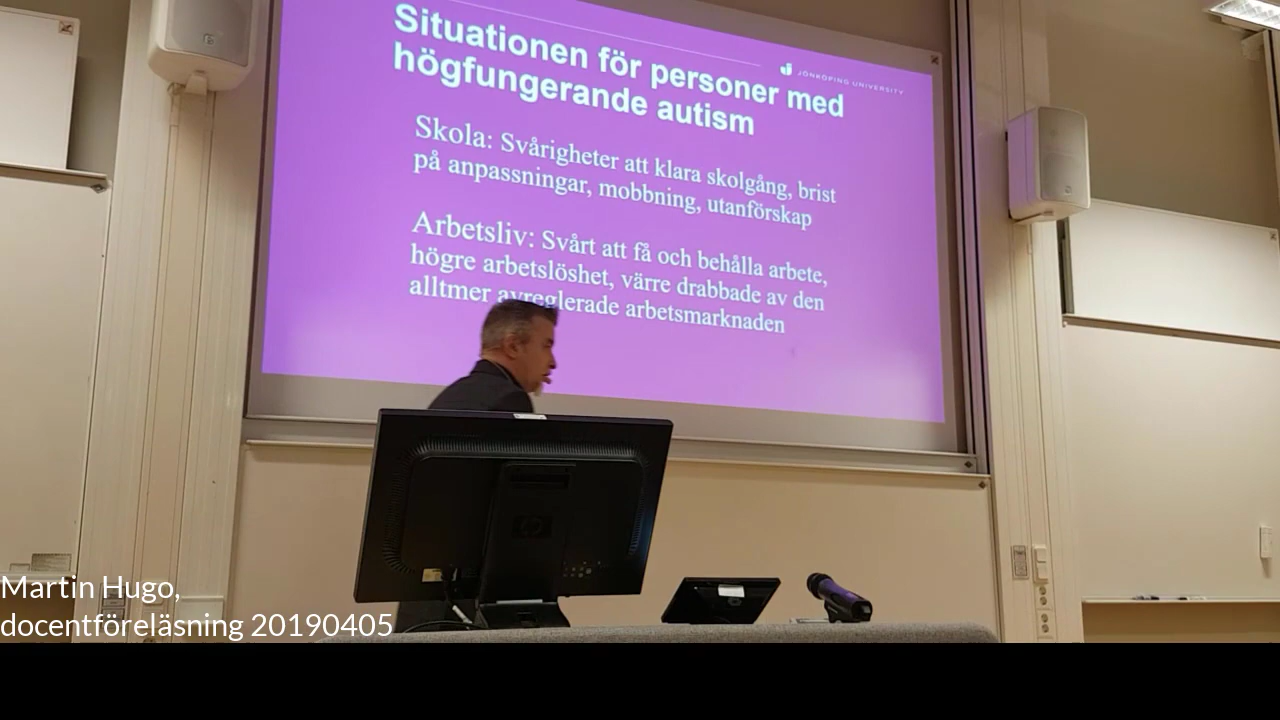 Situationen för personer med
högfungerande autism
JÖNKÖPING UNIVERSITY
Skola: Svårigheter att klara skolgång, brist
på anpassningar, mobbning, utanförskap
Arbetsliv: Svårt att få och behålla arbete,
högre arbetslöshet, värre drabbade av den
alltmer avreglerade arbetsmarknaden
hp
Martin Hugo,
docentföreläsning 20190405